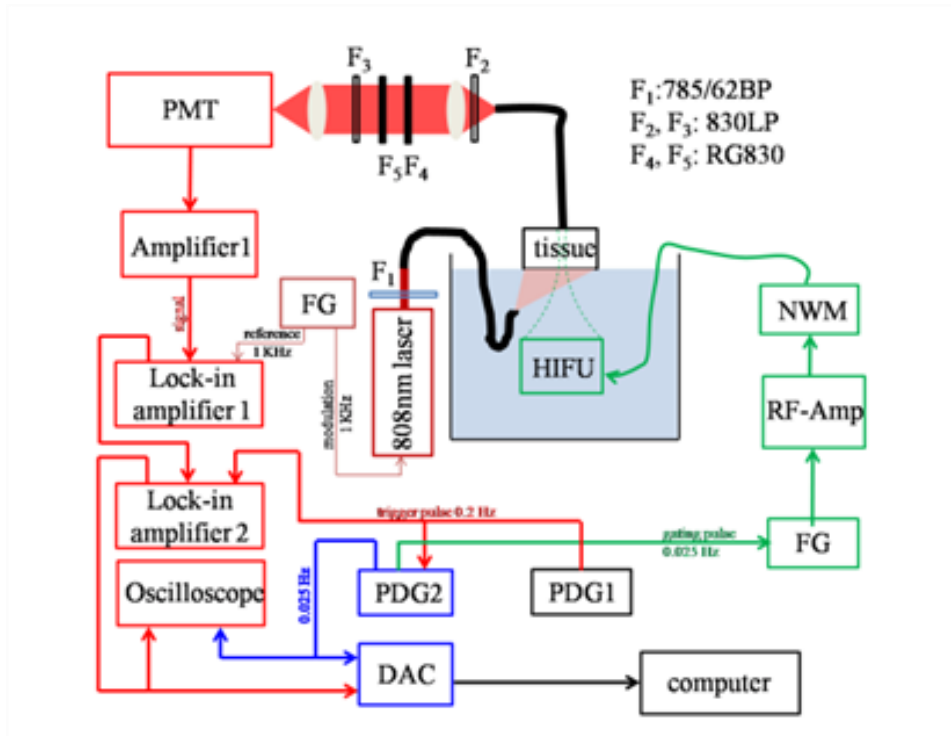 F3
F2
PMT
F1:785/62BP
F2, F3: 830LP
F4, F5: RG830
F5F4
Amplifier1
tissue
F1
signal
FG
reference
1 KHz
NWM
HIFU
808nm laser
Lock-in
amplifier 1
modulation
1 KHz
RF-Amp
Lock-in
amplifier 2
trigger pulse 0.2 Hz
gating pulse
0.025 Hz
FG
0.025 Hz
Oscilloscope
PDG2
PDG1
DAC
computer